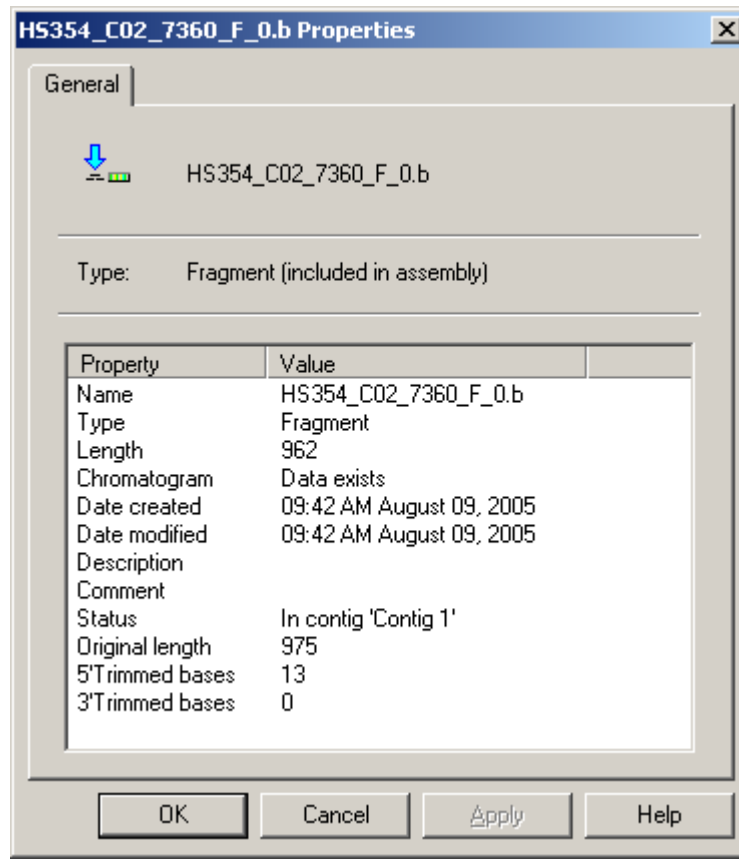 HS354_C02_7360_F_0.b Properties
General
HS354_C02_7360_F_0.b
Type: Fragment (included in assembly)
Property Value
Name HS354_C02_7360_F_0.b
Type Fragment
Length 962
Chromatogram Data exists
Date created 09:42 AM August 09, 2005
Date modified 09:42 AM August 09, 2005
Description
Comment
Status In contig 'Contig 1'
Original length 975
5'Trimmed bases 13
3'Trimmed bases 0
OK Cancel Apply Help